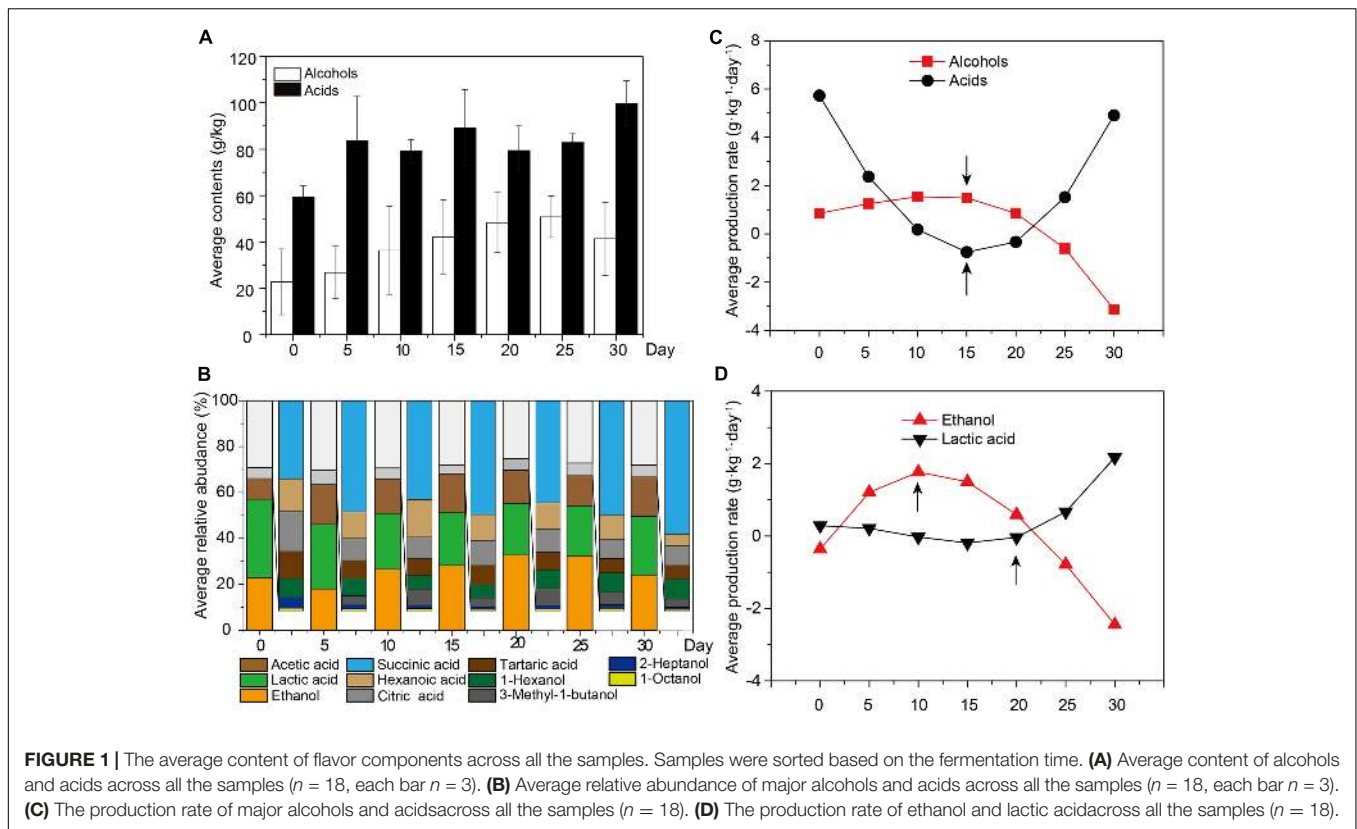 A
Average contents (g/kg)
120
100
80
60
40
20
0
Alcohols
Acids
0 5 10 15 20 25 30 Day
C
Average production rate (g·kg⁻¹·day⁻¹)
8
6
4
2
0
-2
-4
Alcohols
Acids
0 5 10 15 20 25 30
B
Average relative abudance (%)
100
80
60
40
20
0
0 5 10 15 20 25 30 Day
Acetic acid Succinic acid Tartaric acid 2-Heptanol
Lactic acid Hexanoic acid 1-Hexanol 1-Octanol
Ethanol Citric acid 3-Methyl-1-butanol
D
Average production rate (g·kg⁻¹·day⁻¹)
4
2
0
-2
-4
Ethanol
Lactic acid
0 5 10 15 20 25 30
FIGURE 1 | The average content of flavor components across all the samples. Samples were sorted based on the fermentation time. (A) Average content of alcohols
and acids across all the samples (n = 18, each bar n = 3). (B) Average relative abundance of major alcohols and acids across all the samples (n = 18, each bar n = 3).
(C) The production rate of major alcohols and acidsacross all the samples (n = 18). (D) The production rate of ethanol and lactic acidacross all the samples (n = 18).